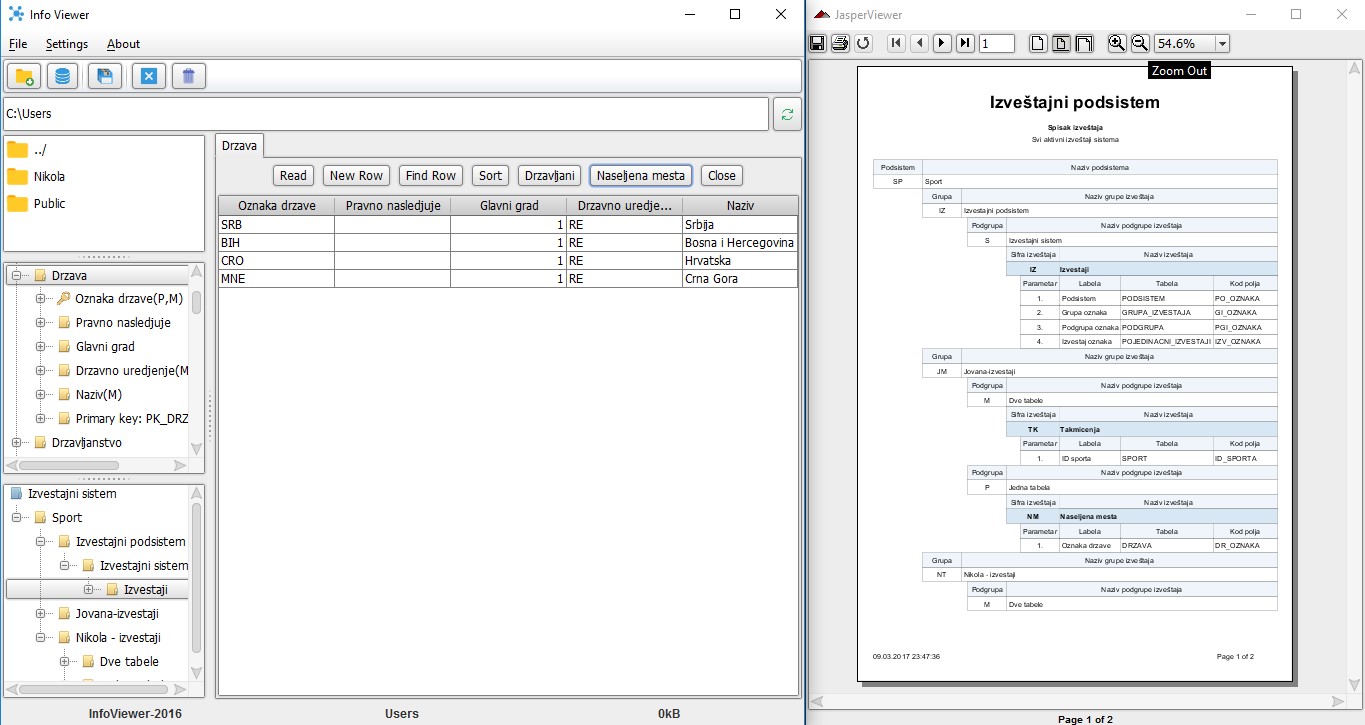 Info Viewer
File Settings About
C:\Users
../
Nikola
Public
Drzava
Oznaka drzave(P,M)
Pravno nasledjuje
Glavni grad
Drzavno uredjenje(M
Naziv(M)
Primary key: PK_DRZ
Drzavljanstvo
Izvestajni sistem
Sport
Izvestajni podsistem
Izvestajni sistem
Izvestaji
Jovana-izvestaji
Nikola - izvestaji
Dve tabele
Drzava
Read New Row Find Row Sort Drzavljani Naseljena mesta Close
Oznaka drzave Pravno nasledjuje Glavni grad Drzavno uredje... Naziv
SRB 1 RE Srbija
BIH 1 RE Bosna i Hercegovina
CRO 1 RE Hrvatska
MNE 1 RE Crna Gora
InfoViewer-2016 Users 0kB
JasperViewer
1 54.6%
Zoom Out
Izveštajni podsistem
Spisak izveštaja
Svi aktivni izveštaji sistema
Podsistem Naziv podsistema
SP Sport
Grupa Naziv grupe izveštaja
IZ Izvestajni podsistem
Podgrupa Naziv podgrupe izveštaja
S Izvestajni sistem
Sifra izveštaja Naziv izveštaja
IZ Izvestaji
Parametar Labela Tabela Kod polja
1. Podsistem PODSISTEM PO_OZNAKA
2. Grupa oznaka GRUPA_IZVESTAJA GI_OZNAKA
3. Podgrupa oznaka PODGRUPA PGI_OZNAKA
4. Izvestaj oznaka POJEDINACNI_IZVESTAJI IZV_OZNAKA
Grupa Naziv grupe izveštaja
JM Jovana-izvestaji
Podgrupa Naziv podgrupe izveštaja
M Dve tabele
Sifra izveštaja Naziv izveštaja
TK Takmicenja
Parametar Labela Tabela Kod polja
1. ID sporta SPORT ID_SPORTA
Podgrupa Naziv podgrupe izveštaja
P Jedna tabela
Sifra izveštaja Naziv izveštaja
NM Naseljena mesta
Parametar Labela Tabela Kod polja
1. Oznaka drzave DRZAVA DR_OZNAKA
Grupa Naziv grupe izveštaja
NT Nikola - izvestaji
Podgrupa Naziv podgrupe izveštaja
M Dve tabele
09.03.2017 23:47:36 Page 1 of 2
Page 1 of 2